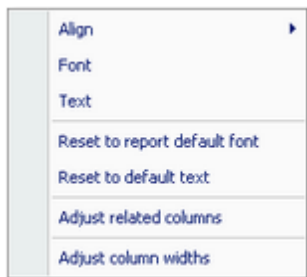 Align
Font
Text
Reset to report default font
Reset to default text
Adjust related columns
Adjust column widths